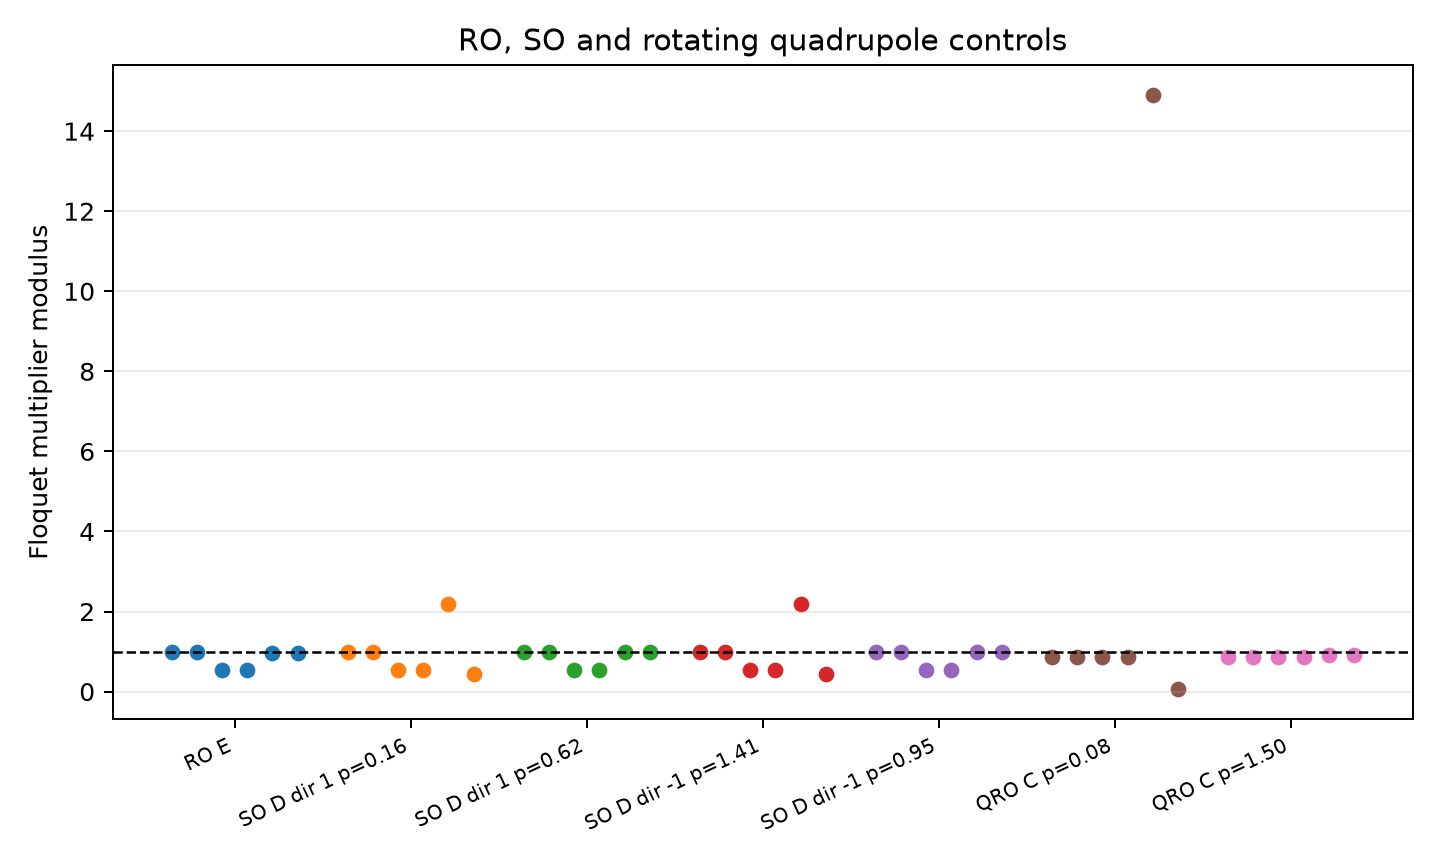 RO, SO and rotating quadrupole controls
Floquet multiplier modulus
14
12
10
8
6
4
2
0
RO E
SO D dir 1 p=0.16
SO D dir 1 p=0.62
SO D dir -1 p=1.41
SO D dir -1 p=0.95
QRO C p=0.08
QRO C p=1.50